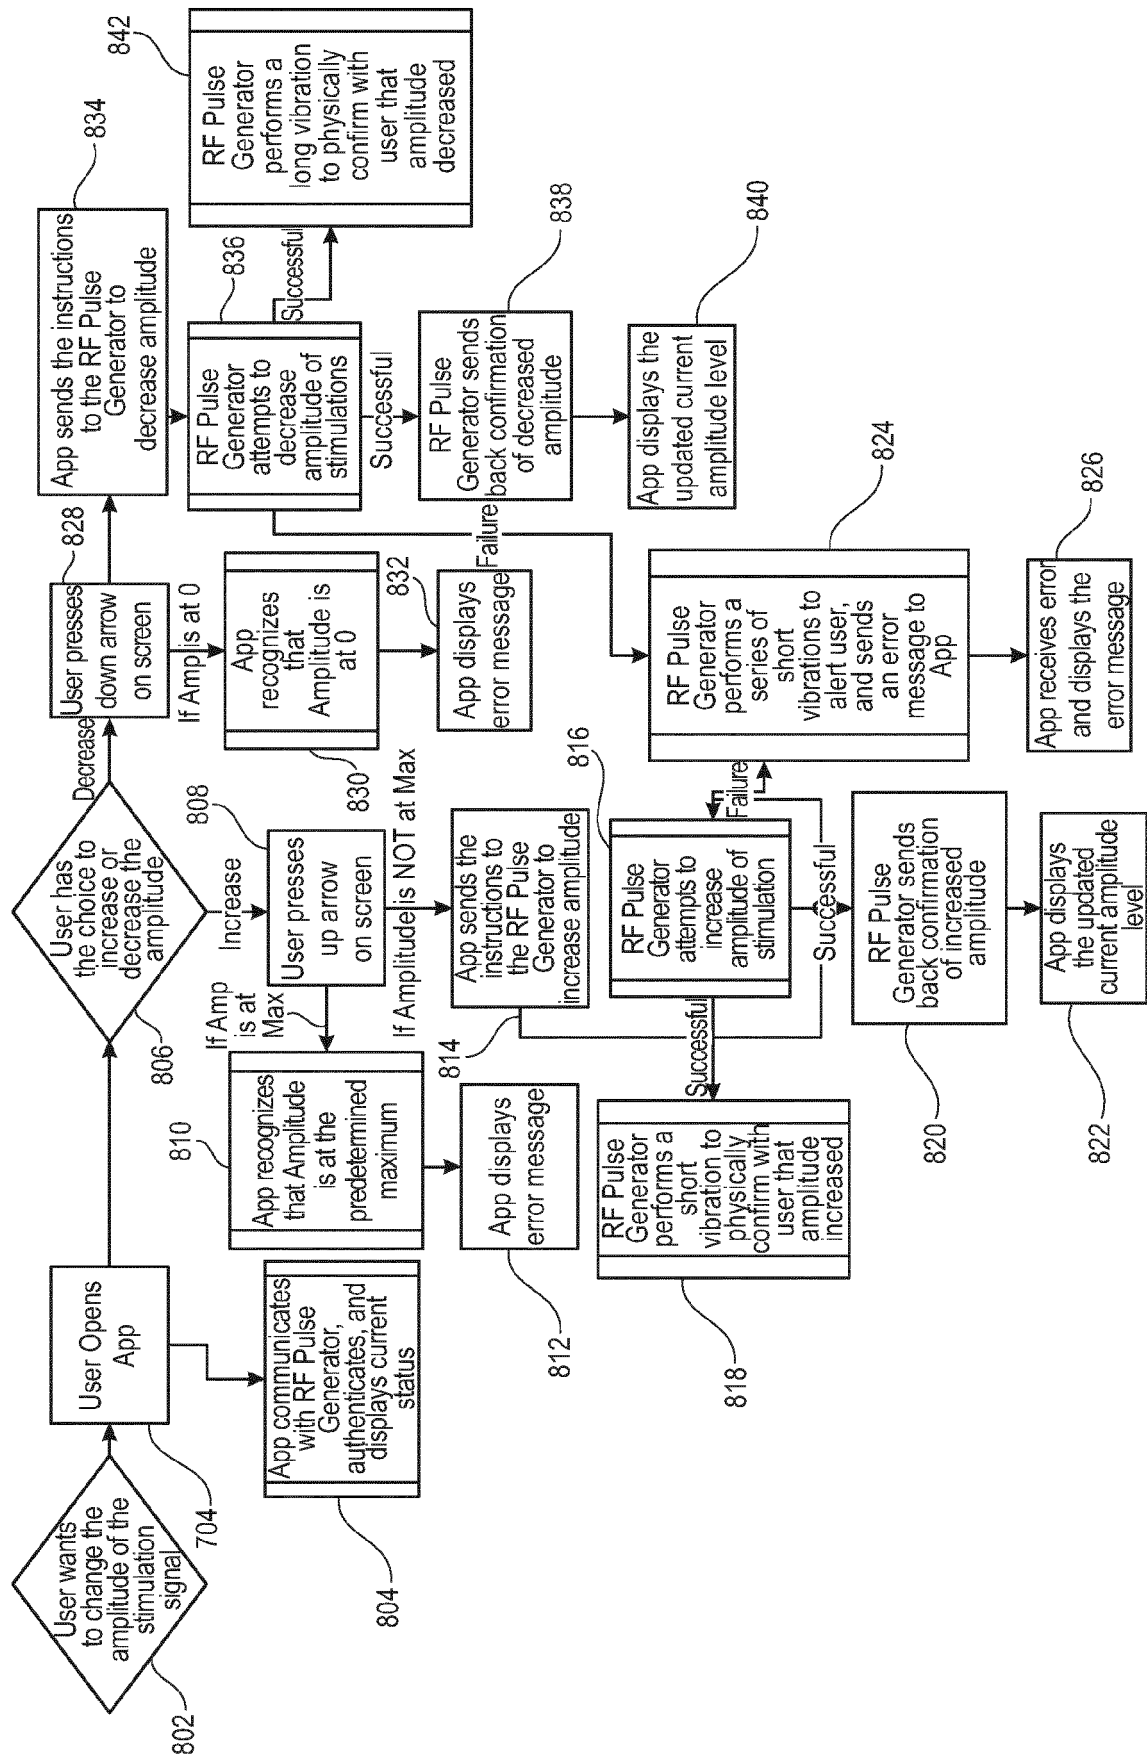 User wants
to change the
amplitude of the
stimulation
signal
802
User Opens
App
704
App communicates
with RF Pulse
Generator,
authenticates, and
displays current
status
804
User has
the choice to
increase or
decrease the
amplitude
806
Increase
Decrease
User presses
up arrow
on screen
808
If Amp
is at
Max
App recognizes
that Amplitude
is at the
predetermined
maximum
810
App displays
error message
812
If Amplitude is NOT at Max
App sends the
instructions to
the RF Pulse
Generator to
increase amplitude
814
RF Pulse
Generator
attempts to
increase
amplitude of
stimulation
816
Successful
RF Pulse
Generator
performs a
short
vibration to
physically
confirm with
user that
amplitude
increased
818
Successful
RF Pulse
Generator sends
back confirmation
of increased
amplitude
820
App displays
the updated
current amplitude
level
822
Failure
RF Pulse
Generator
performs a
series of
short
vibrations to
alert user,
and sends
an error
message to
App
824
App receives error
and displays the
error message
826
User presses
down arrow
on screen
828
If Amp is at 0
App
recognizes
that
Amplitude is
at 0
830
App displays
error message
832
App sends the instructions
to the RF Pulse
Generator to
decrease amplitude
834
RF Pulse
Generator
attempts to
decrease
amplitude of
stimulations
836
Failure
Successful
RF Pulse
Generator sends
back confirmation
of decreased
amplitude
838
App displays the
updated current
amplitude level
840
Successful
RF Pulse
Generator
performs a
long vibration
to physically
confirm with
user that
amplitude
decreased
842